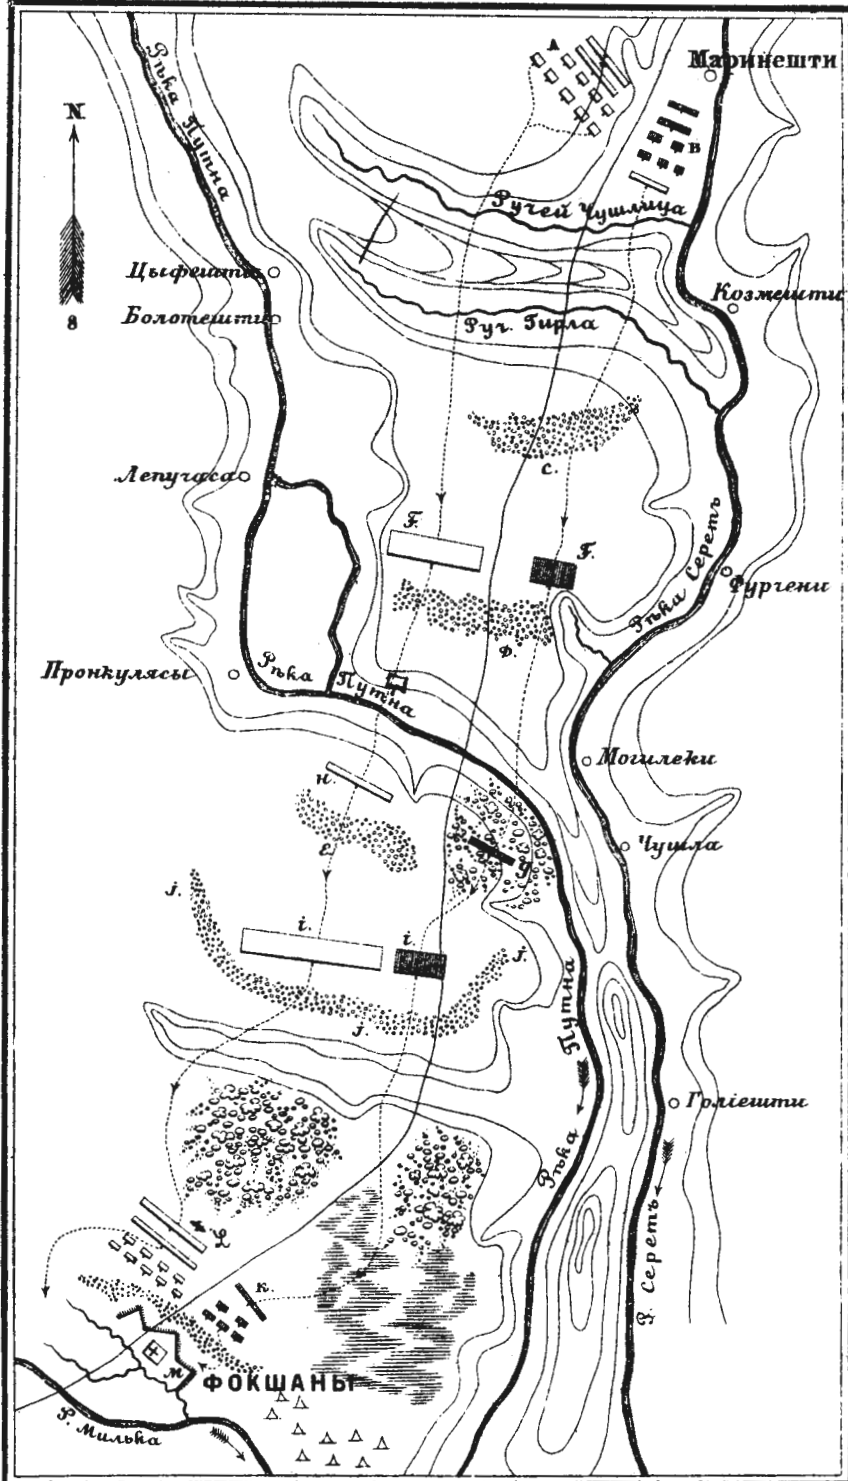 A
Маринешти
Рѣка Путна
N
B
Ручей Чушлица
Цыфешти
Козмешти
Болотешти
8
Руч. Гирла
C.
Лепучаса
F.
F.
Рѣка Серетъ
Фурчени
D.
Пронкулясы
Рѣка Путна
Могилеки
H.
Чушла
E
g
j.
i.
i.
j.
j.
Рѣка Путна
Голіешти
К.
Р. Серетъ
м
ФОКШАНЫ
Р. Милька